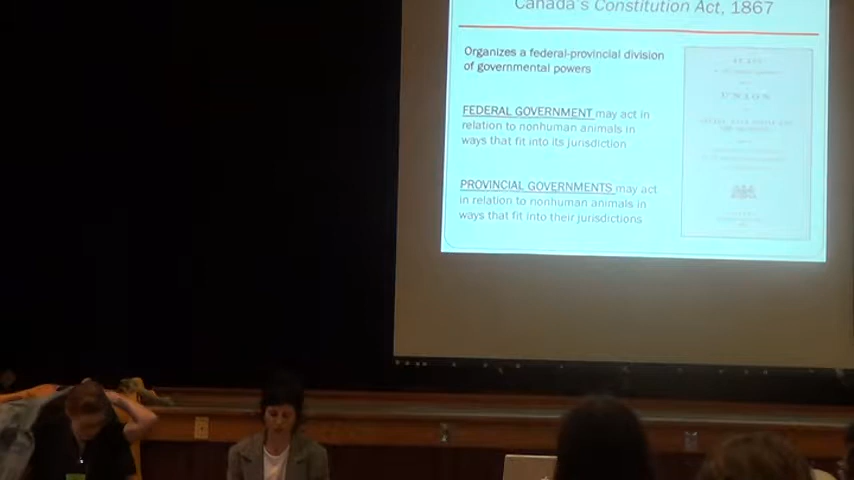 Canada's Constitution Act, 1867
Organizes a federal-provincial division
of governmental powers
FEDERAL GOVERNMENT may act in
relation to nonhuman animals in
ways that fit into its jurisdiction
PROVINCIAL GOVERNMENTS may act
in relation to nonhuman animals in
ways that fit into their jurisdictions
UNION